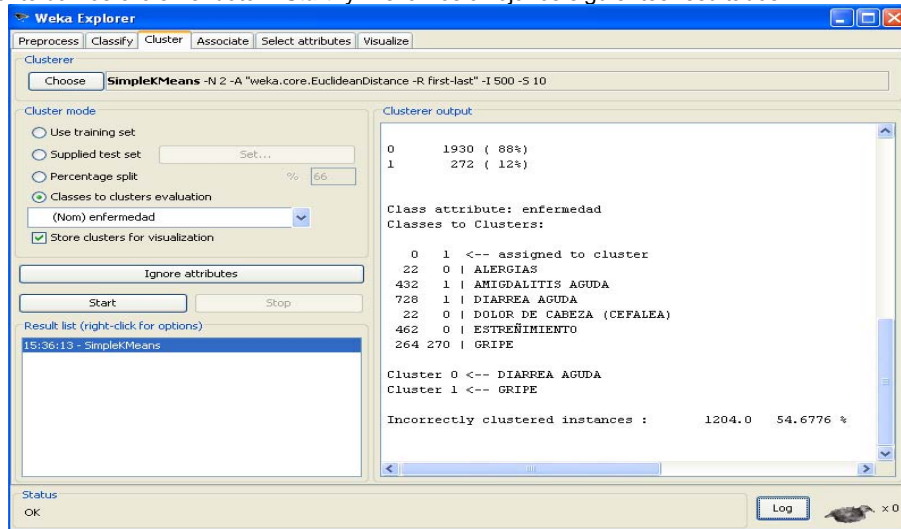 Weka Explorer
Preprocess Classify Cluster Associate Select attributes Visualize
Clusterer
Choose SimpleKMeans -N 2 -A "weka.core.EuclideanDistance -R first-last" -I 500 -S 10
Cluster mode
Use training set
Supplied test set Set...
Percentage split % 66
Classes to clusters evaluation
(Nom) enfermedad
Store clusters for visualization
Ignore attributes
Start Stop
Result list (right-click for options)
15:36:13 - SimpleKMeans
Clusterer output
0 1930 ( 88%)
1 272 ( 12%)
Class attribute: enfermedad
Classes to Clusters:
0 1 <-- assigned to cluster
22 0 | ALERGIAS
432 1 | AMIGDALITIS AGUDA
728 1 | DIARREA AGUDA
22 0 | DOLOR DE CABEZA (CEFALEA)
462 0 | ESTREÑIMIENTO
264 270 | GRIPE
Cluster 0 <-- DIARREA AGUDA
Cluster 1 <-- GRIPE
Incorrectly clustered instances : 1204.0 54.6776 %
Status
OK
Log
x 0